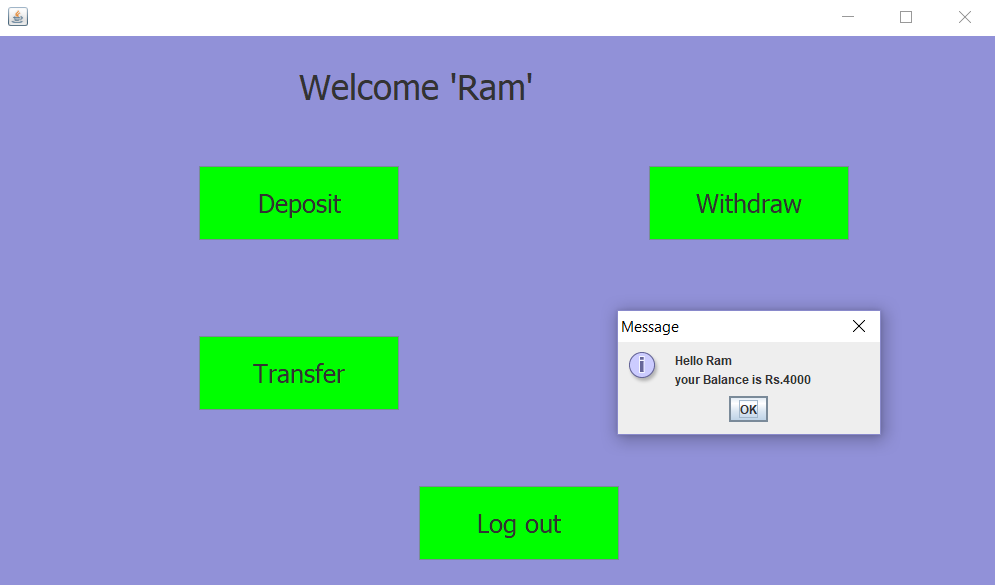 Welcome 'Ram'
Deposit
Withdraw
Transfer
Message
Hello Ram
your Balance is Rs.4000
OK
Log out